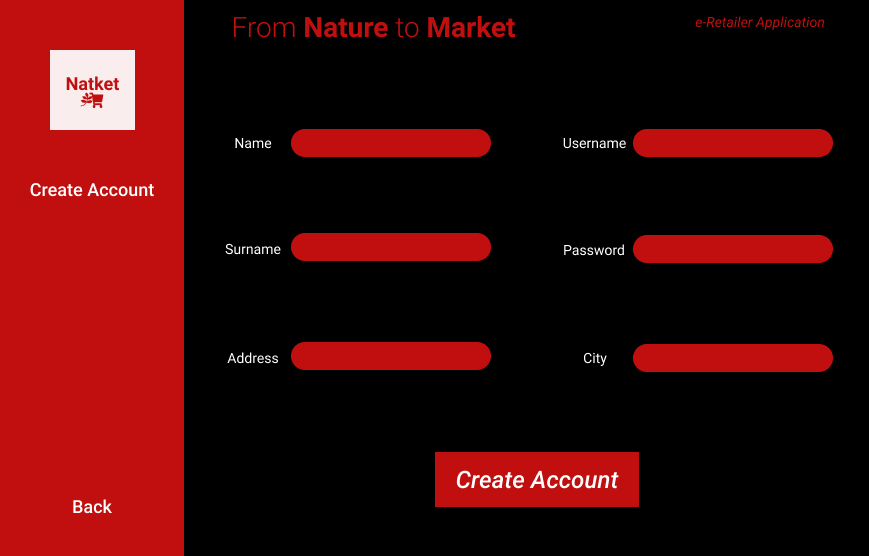 From Nature to Market
e-Retailer Application
Natket
Create Account
Name
Username
Surname
Password
Address
City
Create Account
Back